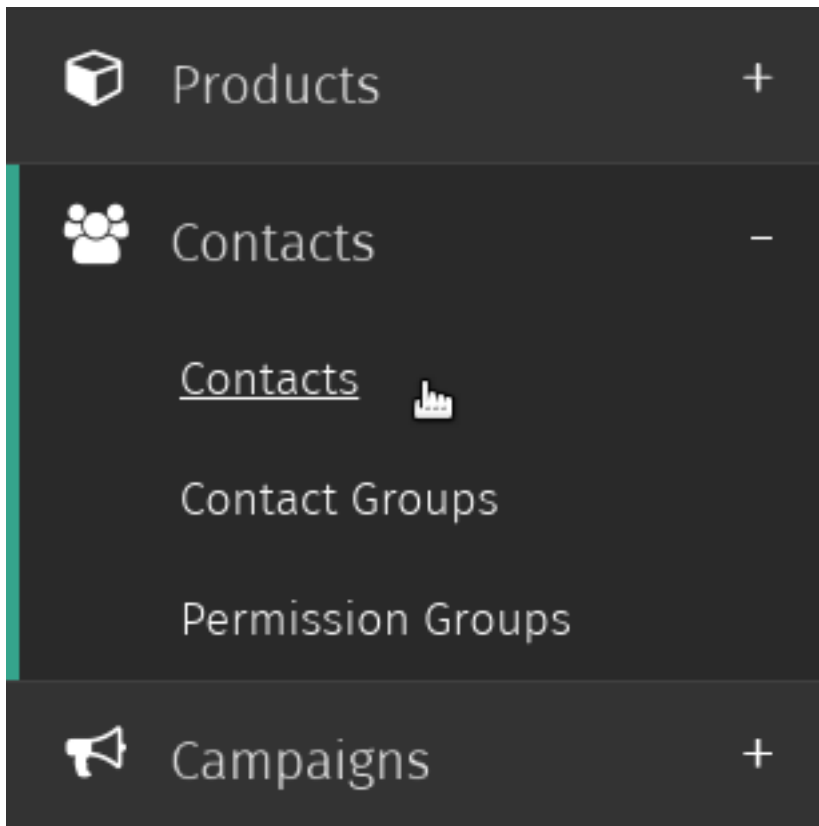 Products +
Contacts –
Contacts
Contact Groups
Permission Groups
Campaigns +